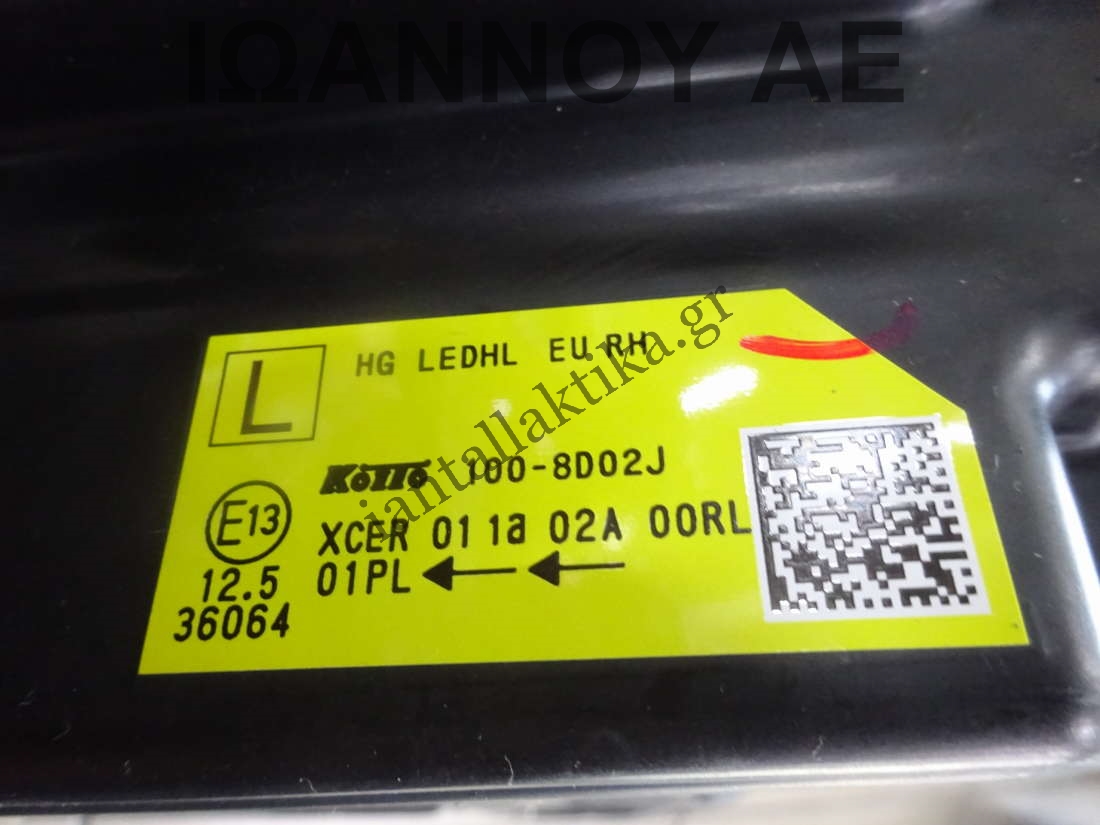 ΙΩΑΝΝΟΥ ΑΕ
L
HG LEDHL EU RH
Koito 100-8D02J
E13
XCER 01 1a 02A 00RL
12.5
01PL ← ←
36064
iantallaktika.gr